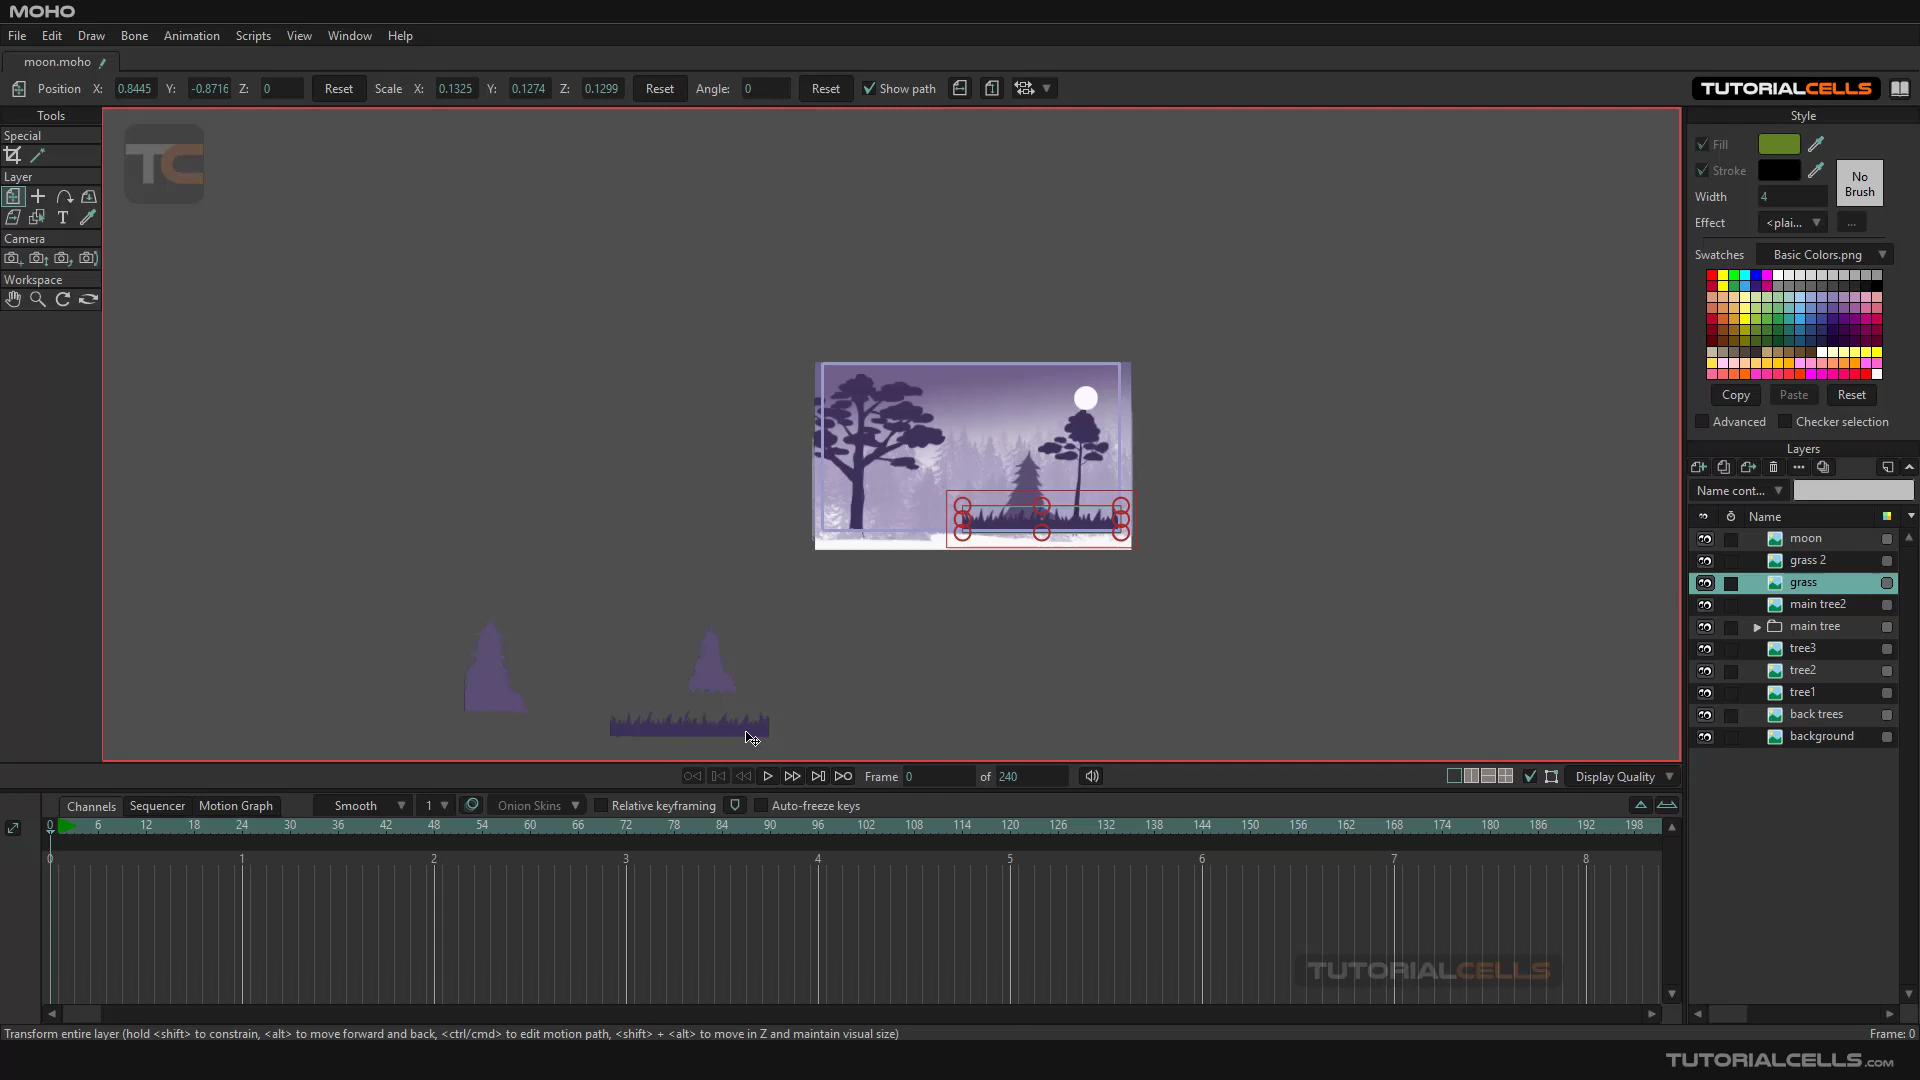 MOHO
File Edit Draw Bone Animation Scripts View Window Help
moon.moho
Position X: 0.8445 Y: -0.8716 Z: 0 Reset Scale X: 0.1325 Y: 0.1274 Z: 0.1299 Reset Angle: 0 Reset Show path
TUTORIALCELLS
Tools
Special
Layer
T
Camera
Workspace
TC
Style
Fill
Stroke
No Brush
Width 4
Effect <plai... ...
Swatches Basic Colors.png
Copy Paste Reset
Advanced Checker selection
Layers
Name cont...
Name
moon
grass 2
grass
main tree2
main tree
tree3
tree2
tree1
back trees
background
Frame 0 of 240 Display Quality
Channels Sequencer Motion Graph Smooth 1 Onion Skins Relative keyframing Auto-freeze keys
0 6 12 18 24 30 36 42 48 54 60 66 72 78 84 90 96 102 108 114 120 126 132 138 144 150 156 162 168 174 180 186 192 198
0 1 2 3 4 5 6 7 8
TUTORIALCELLS
Transform entire layer (hold <shift> to constrain, <alt> to move forward and back, <ctrl/cmd> to edit motion path, <shift> + <alt> to move in Z and maintain visual size) Frame: 0
TUTORIALCELLS.COM